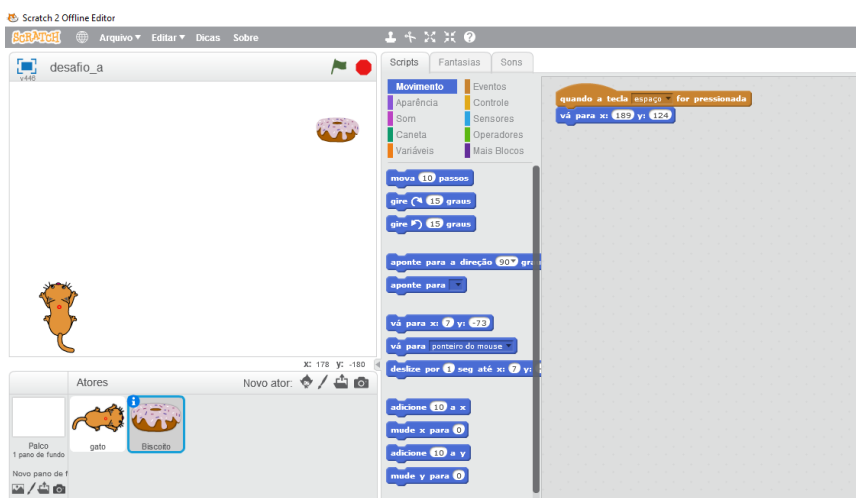 Scratch 2 Offline Editor
SCRATCH Arquivo Editar Dicas Sobre
desafio_a
v446
X: 178 Y: -180
Atores
Novo ator:
Palco
1 pano de fundo
Novo pano de f
gato
Biscoito
Scripts Fantasias Sons
Movimento Eventos
Aparência Controle
Som Sensores
Caneta Operadores
Variáveis Mais Blocos
mova 10 passos
gire 15 graus
gire 15 graus
aponte para a direção 90 gra
aponte para
vá para x: 7 y: -73
vá para ponteiro do mouse
deslize por 1 seg até x: 7 y:
adicione 10 a x
mude x para 0
adicione 10 a y
mude y para 0
quando a tecla espaço for pressionada
vá para x: 189 y: 124